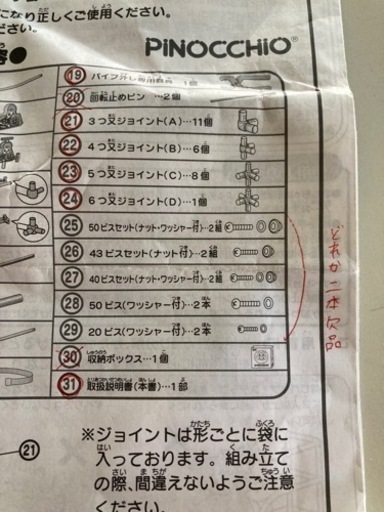 になり正しくご使用ください。
容●
PINOCCHIO®
⑲ パイプ外し専用器具…1個
⑳ 回転止めピン…2個
㉑ 3つ又ジョイント(A)…11個
㉒ 4つ又ジョイント(B)…6個
㉓ 5つ又ジョイント(C)…8個
㉔ 6つ又ジョイント(D)…1個
㉕ 50ビスセット(ナット・ワッシャー付)…2組
㉖ 43ビスセット(ナット付)…2組
㉗ 40ビスセット(ナット・ワッシャー付)…2組
㉘ 50ビス(ワッシャー付)…2本
㉙ 20ビス(ワッシャー付)…2本
㉚ 収納ボックス…1個
㉛ 取扱説明書(本書)…1部
どれか二本欠品
㉑
※ジョイントは形ごとに袋に
入っております。組み立て
の際、間違えないようご注意
ください。